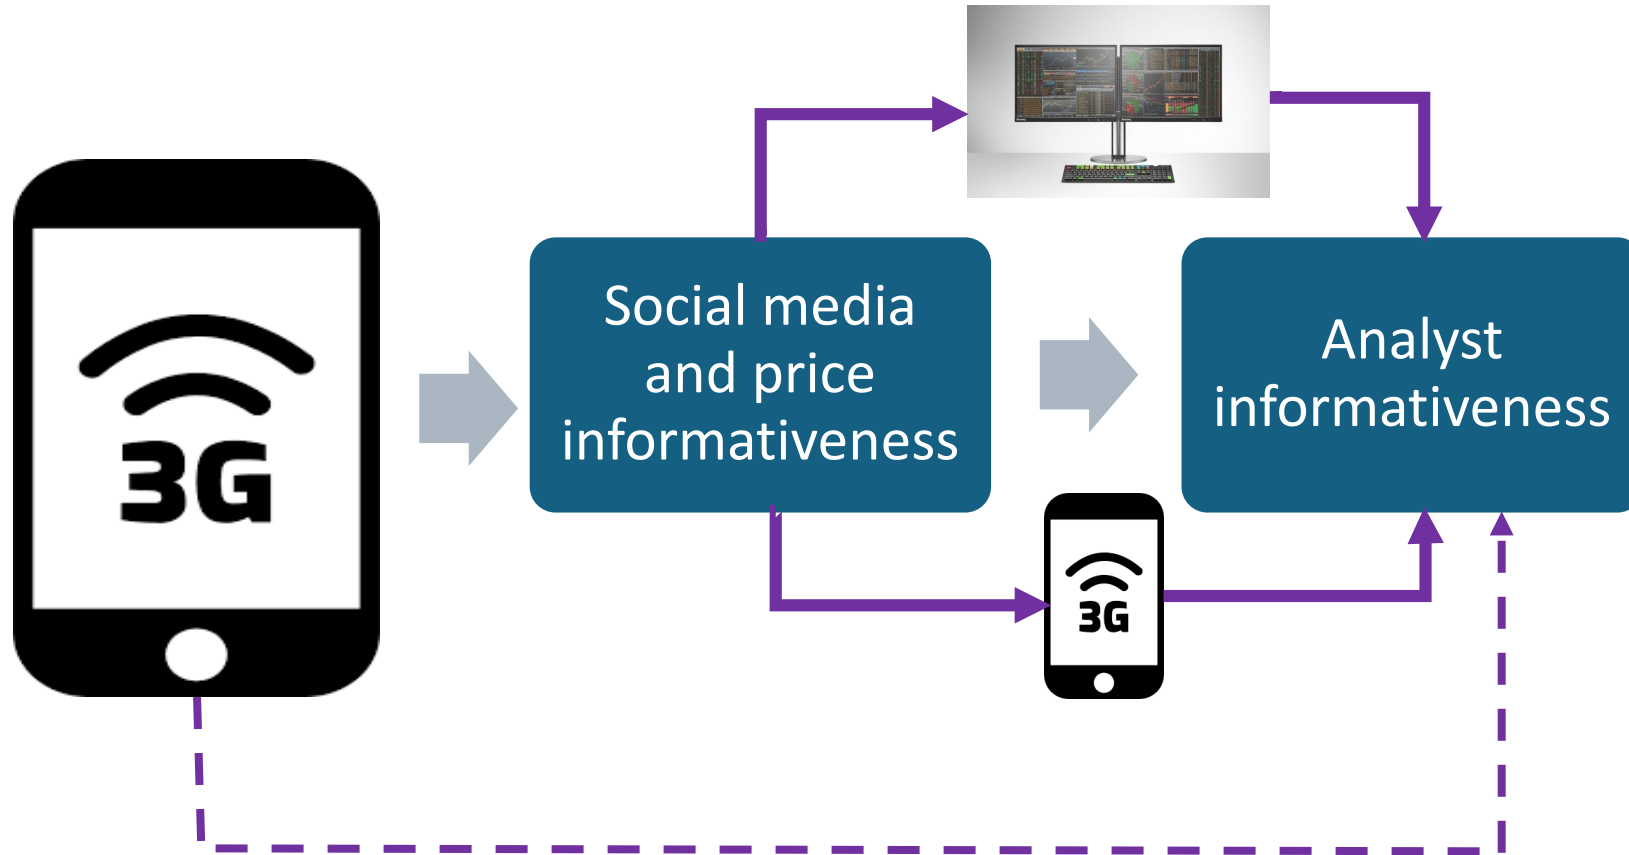 3G
Social media
and price
informativeness
Analyst
informativeness
3G